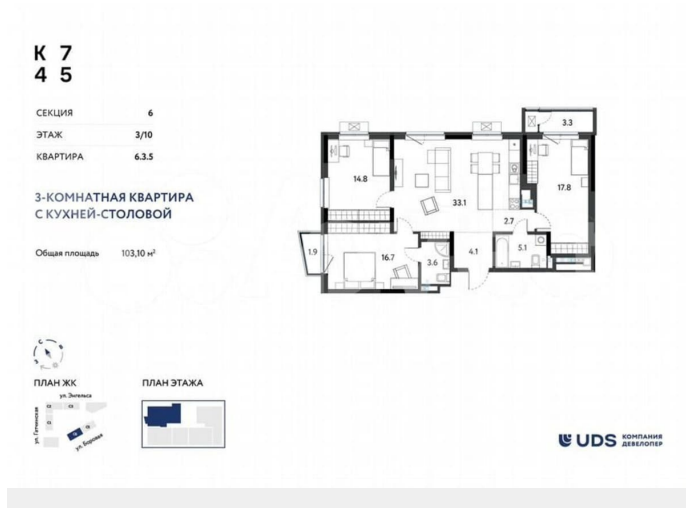 К 7
4 5
СЕКЦИЯ 6
ЭТАЖ 3/10
КВАРТИРА 6.3.5
3-КОМНАТНАЯ КВАРТИРА
С КУХНЕЙ-СТОЛОВОЙ
Общая площадь 103,10 м²
3.3
14.8
17.8
33.1
2.7
1.9
16.7
3.6
4.1
5.1
ПЛАН ЖК
ПЛАН ЭТАЖА
ул. Энгельса
ул. Гатчинская
ул. Боровая
UDS КОМПАНИЯ
ДЕВЕЛОПЕР